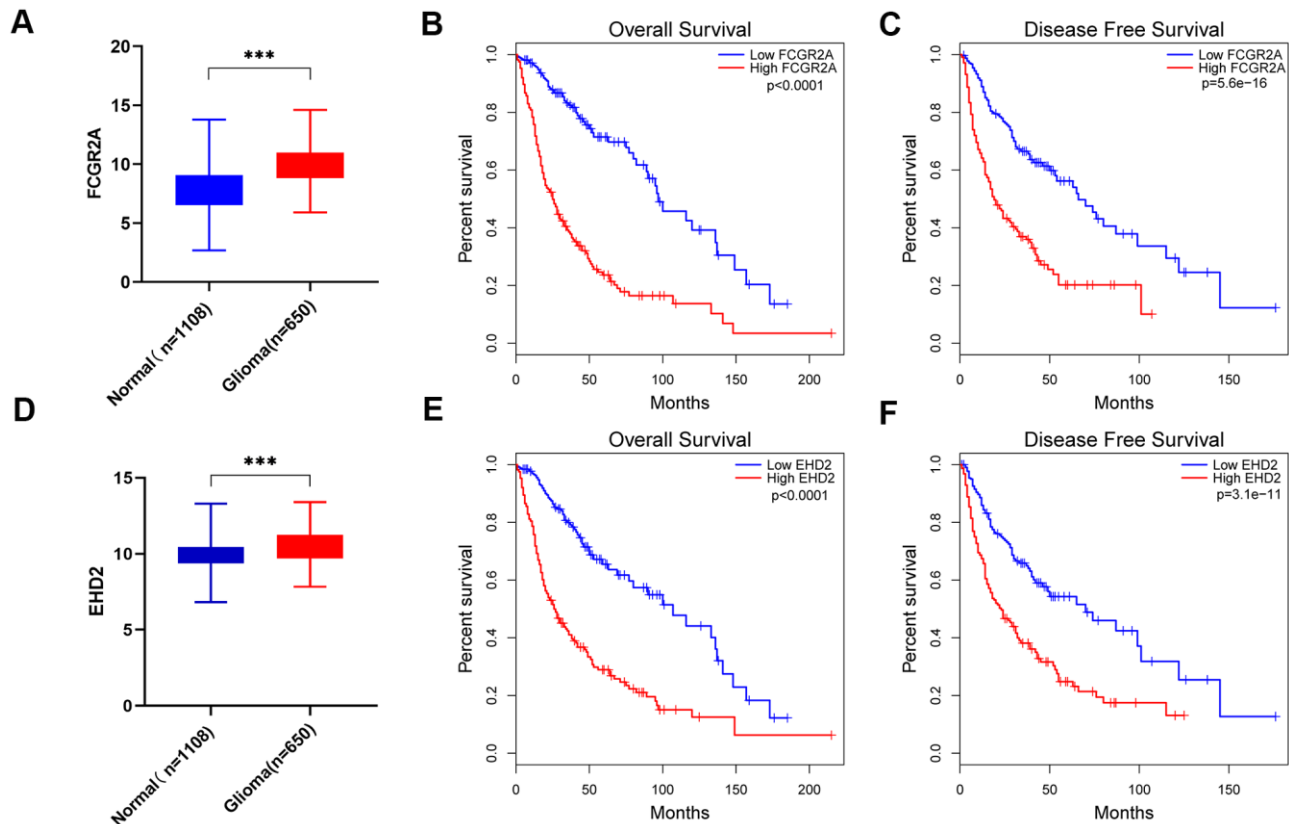 A
FCGR2A
20
15
10
5
0
***
Normal( n=1108)
Glioma(n=650)
B
Overall Survival
Low FCGR2A
High FCGR2A
p<0.0001
Percent survival
1.0
0.8
0.6
0.4
0.2
0.0
0
50
100
150
200
Months
C
Disease Free Survival
Low FCGR2A
High FCGR2A
p=5.6e−16
Percent survival
1.0
0.8
0.6
0.4
0.2
0.0
0
50
100
150
Months
D
EHD2
15
10
5
0
***
Normal( n=1108)
Glioma(n=650)
E
Overall Survival
Low EHD2
High EHD2
p<0.0001
Percent survival
1.0
0.8
0.6
0.4
0.2
0.0
0
50
100
150
200
Months
F
Disease Free Survival
Low EHD2
High EHD2
p=3.1e−11
Percent survival
1.0
0.8
0.6
0.4
0.2
0.0
0
50
100
150
Months